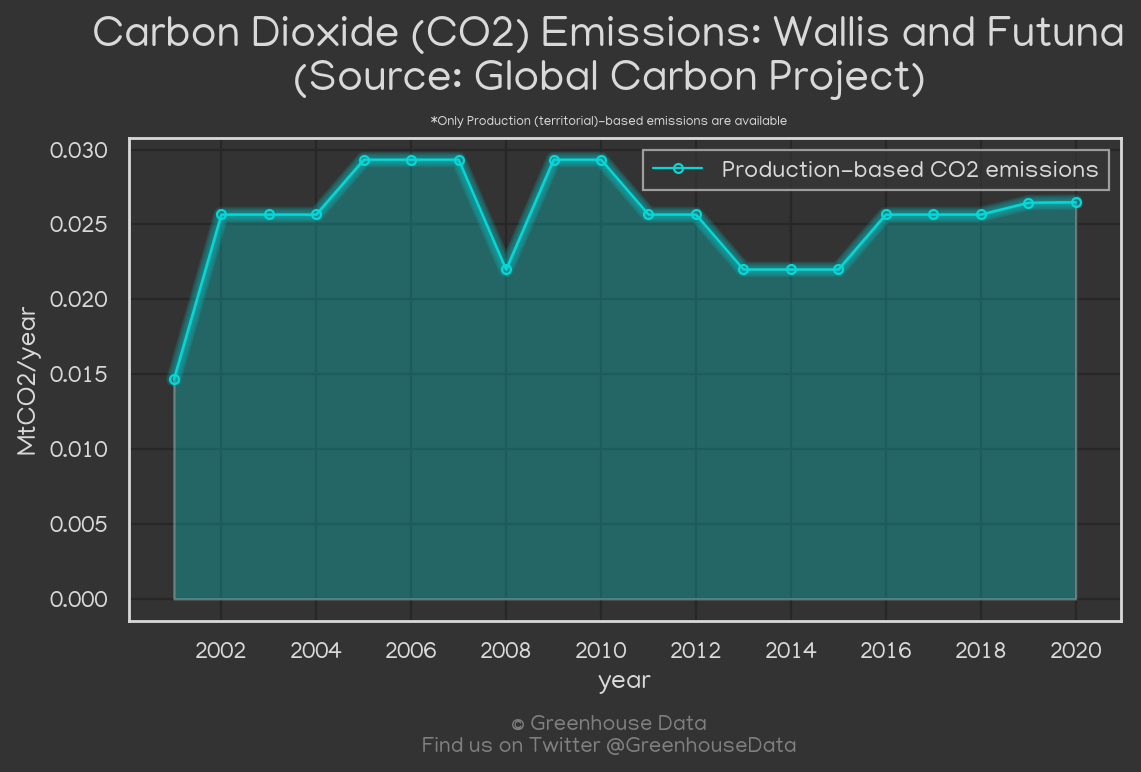 Carbon Dioxide (CO2) Emissions: Wallis and Futuna
(Source: Global Carbon Project)
*Only Production (territorial)-based emissions are available
Production-based CO2 emissions
MtCO2/year
0.030
0.025
0.020
0.015
0.010
0.005
0.000
2002 2004 2006 2008 2010 2012 2014 2016 2018 2020
year
© Greenhouse Data
Find us on Twitter @GreenhouseData